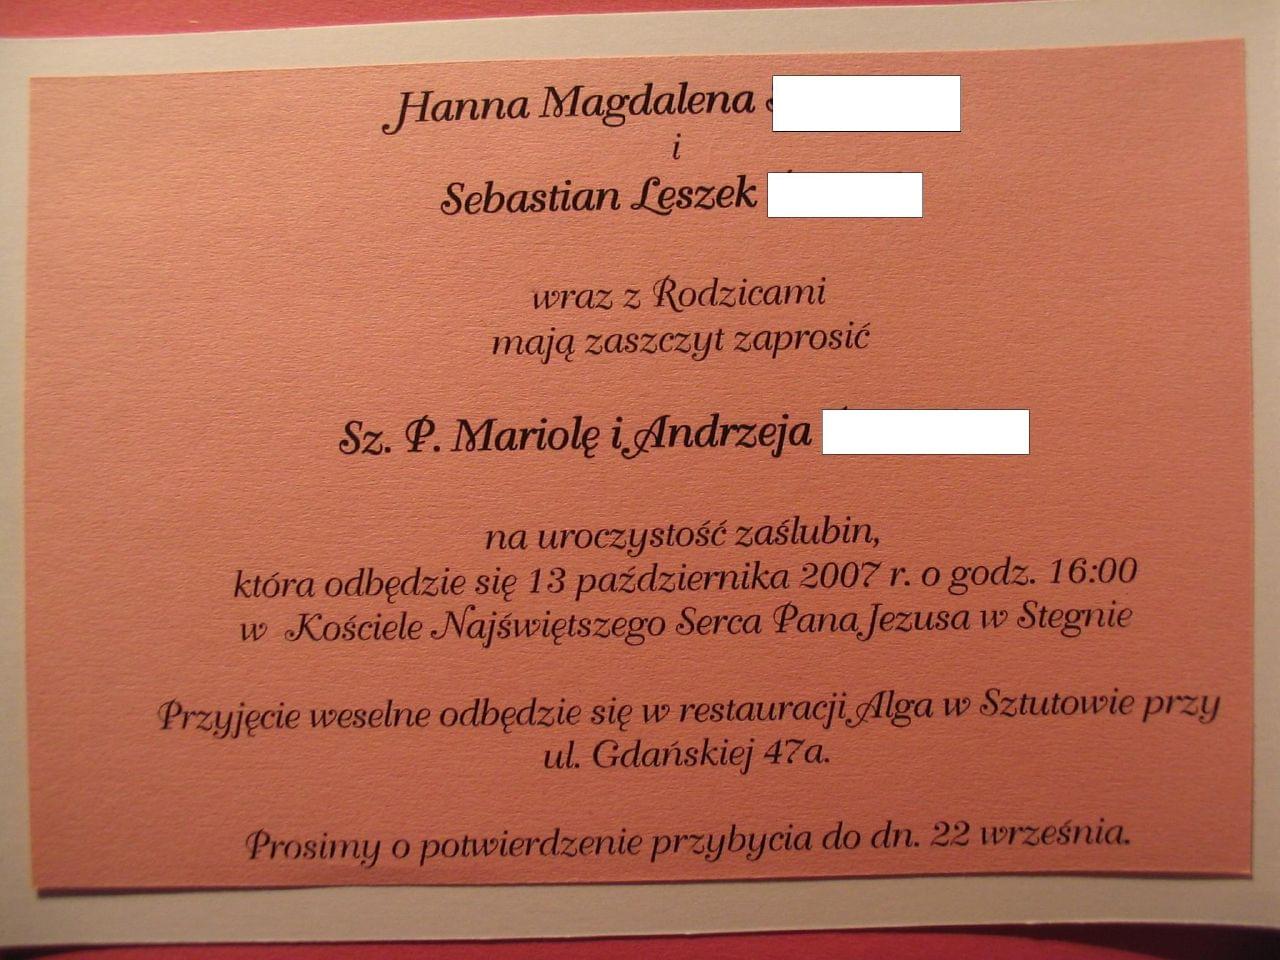 Hanna Magdalena
i
Sebastian Leszek
wraz z Rodzicami
mają zaszczyt zaprosić
Sz. P. Mariolę i Andrzeja
na uroczystość zaślubin,
która odbędzie się 13 października 2007 r. o godz. 16:00
w Kościele Najświętszego Serca Pana Jezusa w Stegnie
Przyjęcie weselne odbędzie się w restauracji Alga w Sztutowie przy
ul. Gdańskiej 47a.
Prosimy o potwierdzenie przybycia do dn. 22 września.